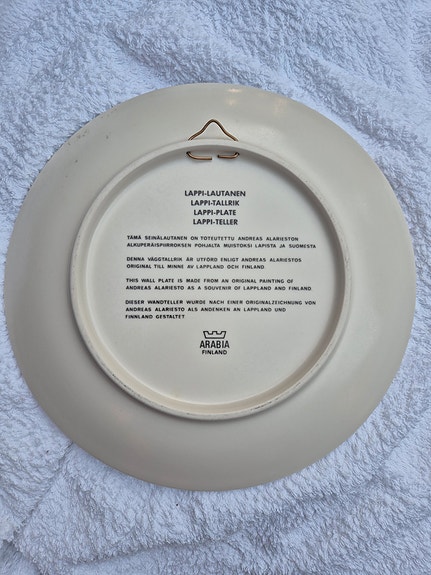 LAPPI-LAUTANEN
LAPPI-TALLRIK
LAPPI-PLATE
LAPPI-TELLER
TÄMÄ SEINÄLAUTANEN ON TOTEUTETTU ANDREAS ALARIESTON
ALKUPERÄISPIIRROKSEN POHJALTA MUISTOKSI LAPISTA JA SUOMESTA
DENNA VÄGGTALLRIK ÄR UTFÖRD ENLIGT ANDREAS ALARIESTOS
ORIGINAL TILL MINNE AV LAPPLAND OCH FINLAND
THIS WALL PLATE IS MADE FROM AN ORIGINAL PAINTING OF
ANDREAS ALARIESTO AS A SOUVENIR OF LAPPLAND AND FINLAND.
DIESER WANDTELLER WURDE NACH EINER ORIGINALZEICHNUNG VON
ANDREAS ALARIESTO ALS ANDENKEN AN LAPPLAND UND
FINNLAND GESTALTET
ARABIA
FINLAND